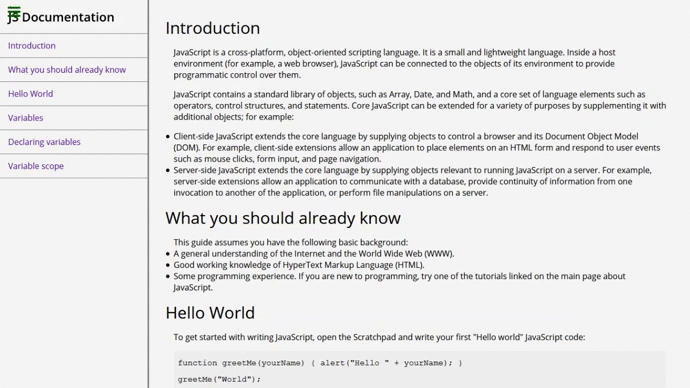 JS Documentation
Introduction
What you should already know
Hello World
Variables
Declaring variables
Variable scope
Introduction
JavaScript is a cross-platform, object-oriented scripting language. It is a small and lightweight language. Inside a host
environment (for example, a web browser), JavaScript can be connected to the objects of its environment to provide
programmatic control over them.
JavaScript contains a standard library of objects, such as Array, Date, and Math, and a core set of language elements such as
operators, control structures, and statements. Core JavaScript can be extended for a variety of purposes by supplementing it with
additional objects; for example:
• Client-side JavaScript extends the core language by supplying objects to control a browser and its Document Object Model
(DOM). For example, client-side extensions allow an application to place elements on an HTML form and respond to user events
such as mouse clicks, form input, and page navigation.
• Server-side JavaScript extends the core language by supplying objects relevant to running JavaScript on a server. For example,
server-side extensions allow an application to communicate with a database, provide continuity of information from one
invocation to another of the application, or perform file manipulations on a server.
What you should already know
This guide assumes you have the following basic background:
• A general understanding of the Internet and the World Wide Web (WWW).
• Good working knowledge of HyperText Markup Language (HTML).
• Some programming experience. If you are new to programming, try one of the tutorials linked on the main page about
JavaScript.
Hello World
To get started with writing JavaScript, open the Scratchpad and write your first "Hello world" JavaScript code:
function greetMe(yourName) { alert("Hello " + yourName); }
greetMe("World");